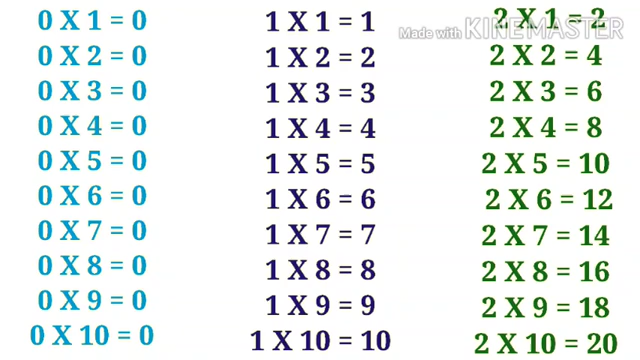 0 X 1 = 0
0 X 2 = 0
0 X 3 = 0
0 X 4 = 0
0 X 5 = 0
0 X 6 = 0
0 X 7 = 0
0 X 8 = 0
0 X 9 = 0
0 X 10 = 0
1 X 1 = 1
1 X 2 = 2
1 X 3 = 3
1 X 4 = 4
1 X 5 = 5
1 X 6 = 6
1 X 7 = 7
1 X 8 = 8
1 X 9 = 9
1 X 10 = 10
2 X 1 = 2
2 X 2 = 4
2 X 3 = 6
2 X 4 = 8
2 X 5 = 10
2 X 6 = 12
2 X 7 = 14
2 X 8 = 16
2 X 9 = 18
2 X 10 = 20
Made with KINEMASTER